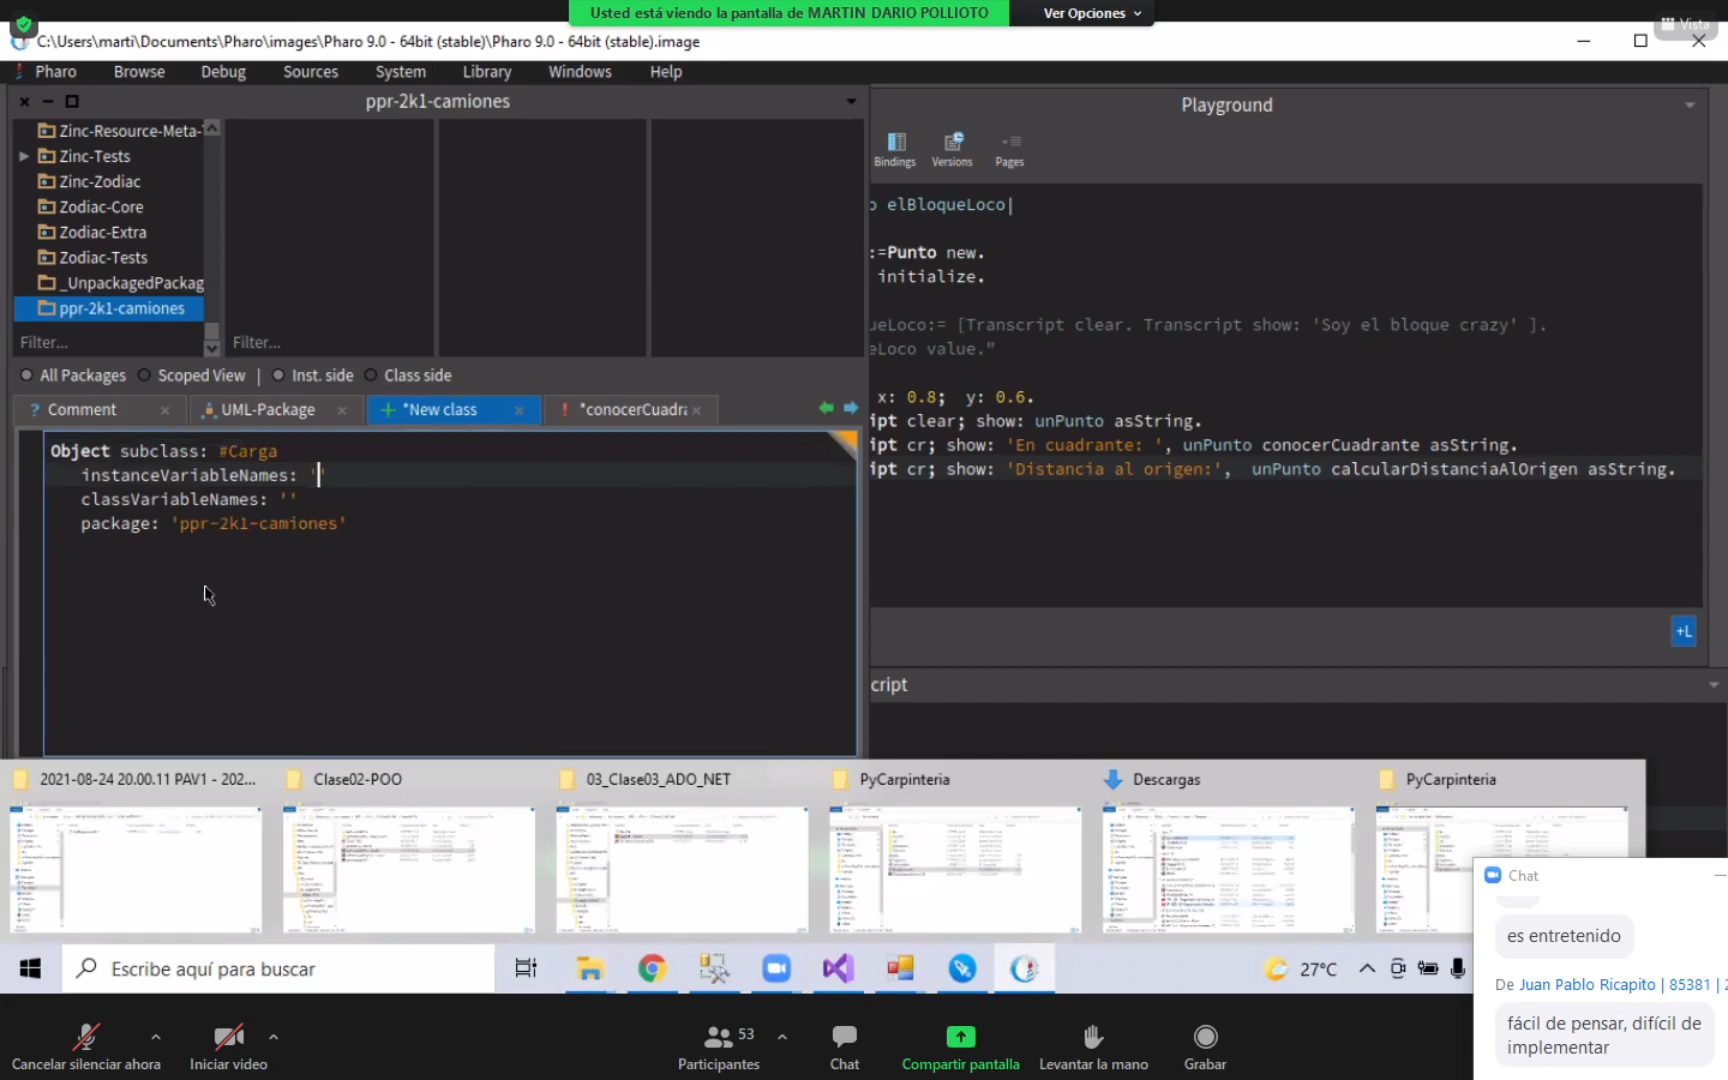 Usted está viendo la pantalla de MARTIN DARIO POLLIOTO
Ver Opciones
Vista
C:\Users\marti\Documents\Pharo\images\Pharo 9.0 - 64bit (stable)\Pharo 9.0 - 64bit (stable).image
Pharo Browse Debug Sources System Library Windows Help
ppr-2k1-camiones
Zinc-Resource-Meta-
Zinc-Tests
Zinc-Zodiac
Zodiac-Core
Zodiac-Extra
Zodiac-Tests
_UnpackagedPackag
ppr-2k1-camiones
Filter... Filter...
All Packages Scoped View | Inst. side Class side
? Comment UML-Package *New class *conocerCuadra
Object subclass: #Carga
instanceVariableNames: ''
classVariableNames: ''
package: 'ppr-2k1-camiones'
Playground
Bindings Versions Pages
o elBloqueLoco|
:=Punto new.
initialize.
ueLoco:= [Transcript clear. Transcript show: 'Soy el bloque crazy' ].
eLoco value."
x: 0.8; y: 0.6.
ipt clear; show: unPunto asString.
ipt cr; show: 'En cuadrante: ', unPunto conocerCuadrante asString.
ipt cr; show: 'Distancia al origen:', unPunto calcularDistanciaAlOrigen asString.
+L
cript
2021-08-24 20.00.11 PAV1 - 202...
Clase02-POO
03_Clase03_ADO_NET
PyCarpinteria
Descargas
PyCarpinteria
Escribe aquí para buscar
27°C
Chat
es entretenido
De Juan Pablo Ricapito | 85381 | 2
fácil de pensar, difícil de
implementar
Cancelar silenciar ahora
Iniciar video
53
Participantes
Chat
Compartir pantalla
Levantar la mano
Grabar